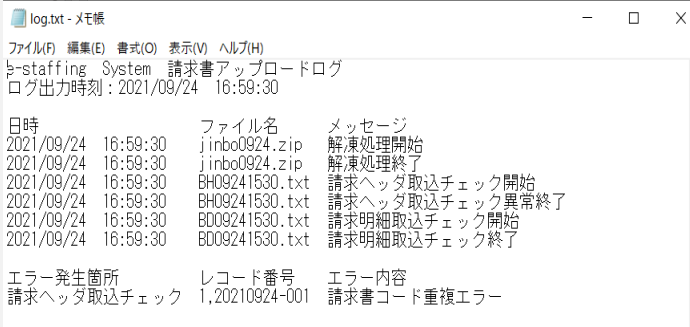 log.txt - メモ帳
ファイル(F) 編集(E) 書式(O) 表示(V) ヘルプ(H)
e-staffing System 請求書アップロードログ
ログ出力時刻：2021/09/24 16:59:30
日時 ファイル名 メッセージ
2021/09/24 16:59:30 jinbo0924.zip 解凍処理開始
2021/09/24 16:59:30 jinbo0924.zip 解凍処理終了
2021/09/24 16:59:30 BH09241530.txt 請求ヘッダ取込チェック開始
2021/09/24 16:59:30 BH09241530.txt 請求ヘッダ取込チェック異常終了
2021/09/24 16:59:30 BD09241530.txt 請求明細取込チェック開始
2021/09/24 16:59:30 BD09241530.txt 請求明細取込チェック終了
エラー発生箇所 レコード番号 エラー内容
請求ヘッダ取込チェック 1,20210924-001 請求書コード重複エラー